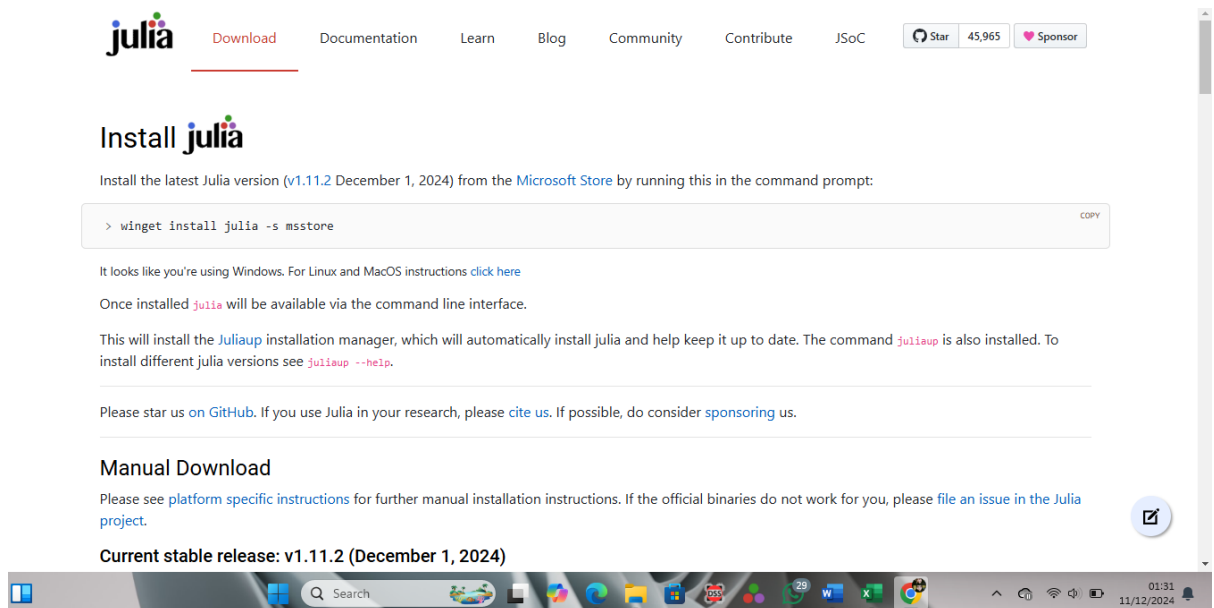 julia
Download Documentation Learn Blog Community Contribute JSoC Star 45,965 Sponsor
Install julia
Install the latest Julia version (v1.11.2 December 1, 2024) from the Microsoft Store by running this in the command prompt:
COPY
> winget install julia -s msstore
It looks like you're using Windows. For Linux and MacOS instructions click here
Once installed julia will be available via the command line interface.
This will install the Juliaup installation manager, which will automatically install julia and help keep it up to date. The command juliaup is also installed. To
install different julia versions see juliaup --help.
Please star us on GitHub. If you use Julia in your research, please cite us. If possible, do consider sponsoring us.
Manual Download
Please see platform specific instructions for further manual installation instructions. If the official binaries do not work for you, please file an issue in the Julia
project.
Current stable release: v1.11.2 (December 1, 2024)
Search
DSS
29
01:31
11/12/2024